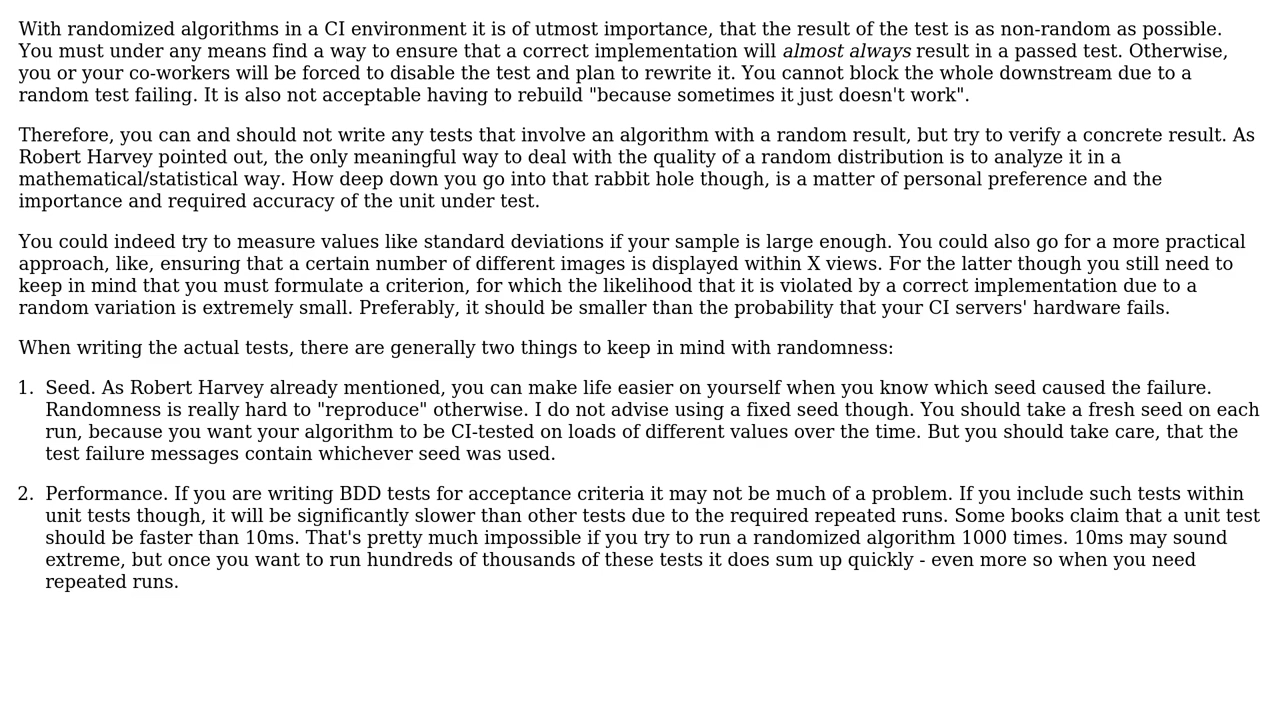 With randomized algorithms in a CI environment it is of utmost importance, that the result of the test is as non-random as possible.
You must under any means find a way to ensure that a correct implementation will almost always result in a passed test. Otherwise,
you or your co-workers will be forced to disable the test and plan to rewrite it. You cannot block the whole downstream due to a
random test failing. It is also not acceptable having to rebuild "because sometimes it just doesn't work".
Therefore, you can and should not write any tests that involve an algorithm with a random result, but try to verify a concrete result. As
Robert Harvey pointed out, the only meaningful way to deal with the quality of a random distribution is to analyze it in a
mathematical/statistical way. How deep down you go into that rabbit hole though, is a matter of personal preference and the
importance and required accuracy of the unit under test.
You could indeed try to measure values like standard deviations if your sample is large enough. You could also go for a more practical
approach, like, ensuring that a certain number of different images is displayed within X views. For the latter though you still need to
keep in mind that you must formulate a criterion, for which the likelihood that it is violated by a correct implementation due to a
random variation is extremely small. Preferably, it should be smaller than the probability that your CI servers' hardware fails.
When writing the actual tests, there are generally two things to keep in mind with randomness:
1. Seed. As Robert Harvey already mentioned, you can make life easier on yourself when you know which seed caused the failure.
Randomness is really hard to "reproduce" otherwise. I do not advise using a fixed seed though. You should take a fresh seed on each
run, because you want your algorithm to be CI-tested on loads of different values over the time. But you should take care, that the
test failure messages contain whichever seed was used.
2. Performance. If you are writing BDD tests for acceptance criteria it may not be much of a problem. If you include such tests within
unit tests though, it will be significantly slower than other tests due to the required repeated runs. Some books claim that a unit test
should be faster than 10ms. That's pretty much impossible if you try to run a randomized algorithm 1000 times. 10ms may sound
extreme, but once you want to run hundreds of thousands of these tests it does sum up quickly - even more so when you need
repeated runs.